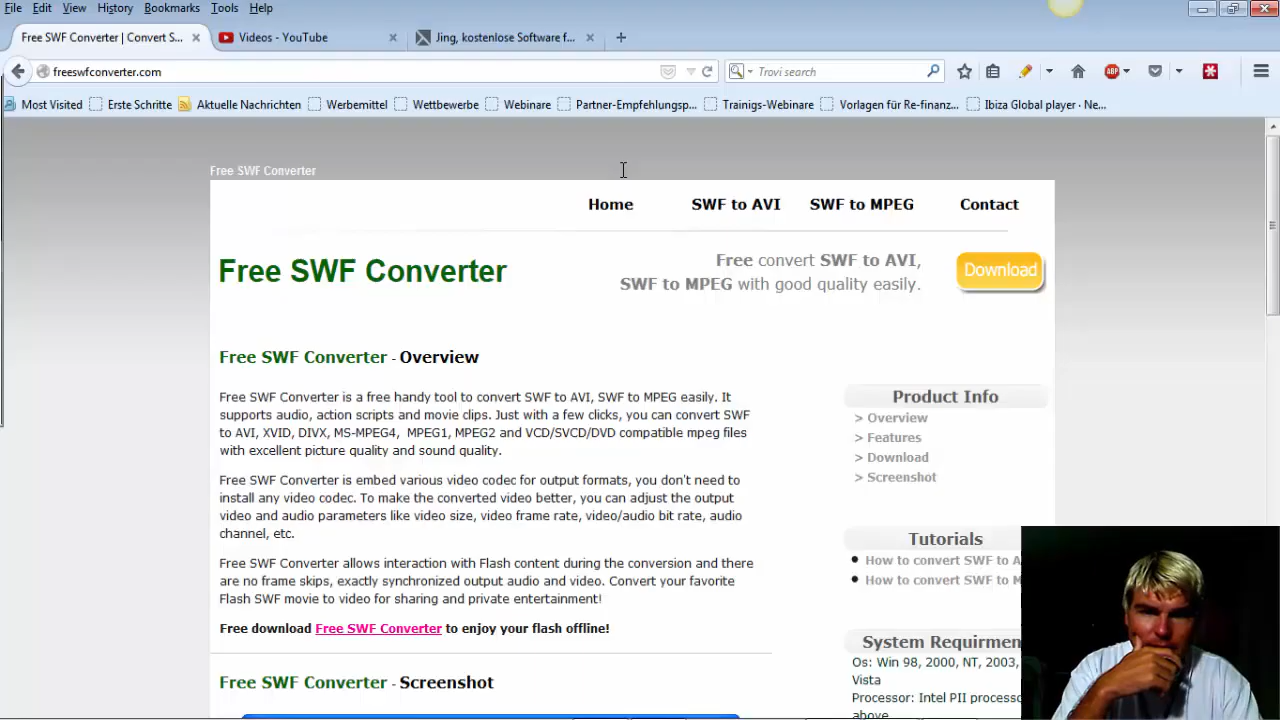 File Edit View History Bookmarks Tools Help
Free SWF Converter | Convert S... Videos - YouTube Jing, kostenlose Software f...
freeswfconverter.com Trovi search ABP
Most Visited Erste Schritte Aktuelle Nachrichten Werbemittel Wettbewerbe Webinare Partner-Empfehlungsp... Trainigs-Webinare Vorlagen für Re-finanz... Ibiza Global player · Ne...
Free SWF Converter
Home SWF to AVI SWF to MPEG Contact
Free SWF Converter
Free convert SWF to AVI,
SWF to MPEG with good quality easily.
Download
Free SWF Converter - Overview
Free SWF Converter is a free handy tool to convert SWF to AVI, SWF to MPEG easily. It
supports audio, action scripts and movie clips. Just with a few clicks, you can convert SWF
to AVI, XVID, DIVX, MS-MPEG4, MPEG1, MPEG2 and VCD/SVCD/DVD compatible mpeg files
with excellent picture quality and sound quality.
Free SWF Converter is embed various video codec for output formats, you don't need to
install any video codec. To make the converted video better, you can adjust the output
video and audio parameters like video size, video frame rate, video/audio bit rate, audio
channel, etc.
Free SWF Converter allows interaction with Flash content during the conversion and there
are no frame skips, exactly synchronized output audio and video. Convert your favorite
Flash SWF movie to video for sharing and private entertainment!
Free download Free SWF Converter to enjoy your flash offline!
Free SWF Converter - Screenshot
Product Info
> Overview
> Features
> Download
> Screenshot
Tutorials
How to convert SWF to A
How to convert SWF to M
System Requirmen
Os: Win 98, 2000, NT, 2003,
Vista
Processor: Intel PII processo
above